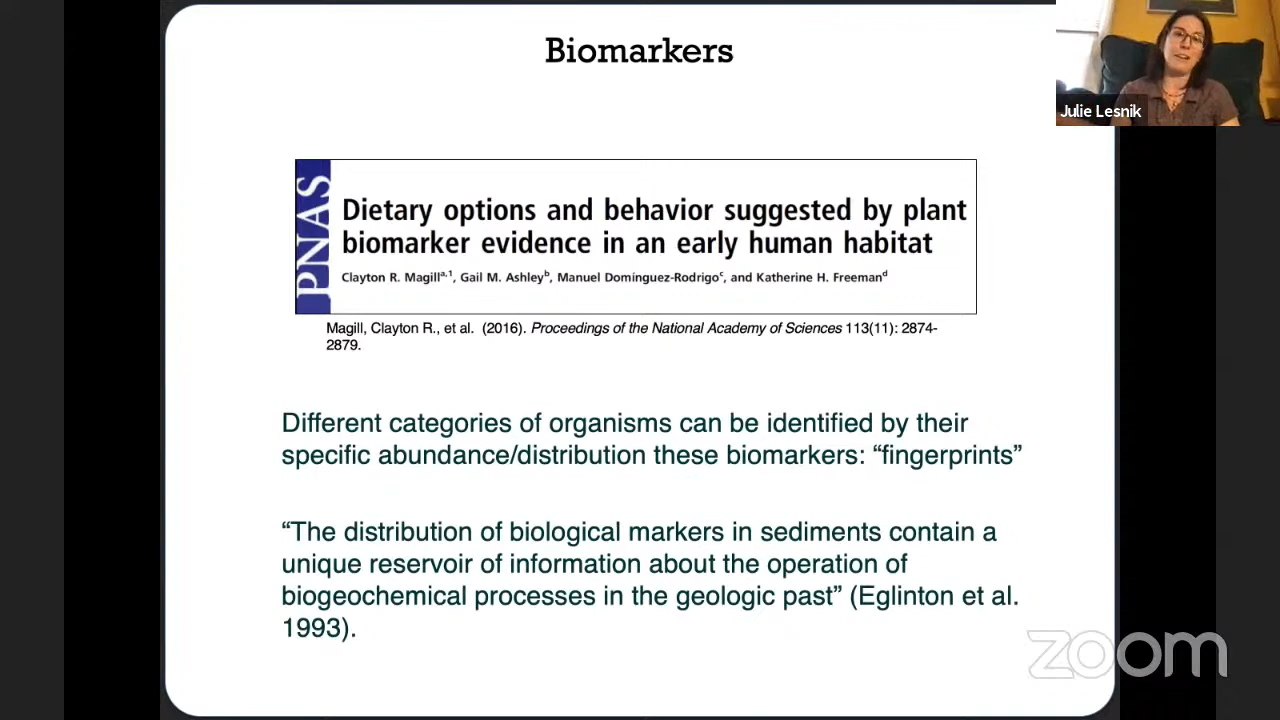 Biomarkers
Julie Lesnik
PNAS
Dietary options and behavior suggested by plant
biomarker evidence in an early human habitat
Clayton R. Magillᵃ,¹, Gail M. Ashleyᵇ, Manuel Domínguez-Rodrigoᶜ, and Katherine H. Freemanᵈ
Magill, Clayton R., et al. (2016). Proceedings of the National Academy of Sciences 113(11): 2874-
2879.
Different categories of organisms can be identified by their
specific abundance/distribution these biomarkers: “fingerprints”
“The distribution of biological markers in sediments contain a
unique reservoir of information about the operation of
biogeochemical processes in the geologic past” (Eglinton et al.
1993).
zoom